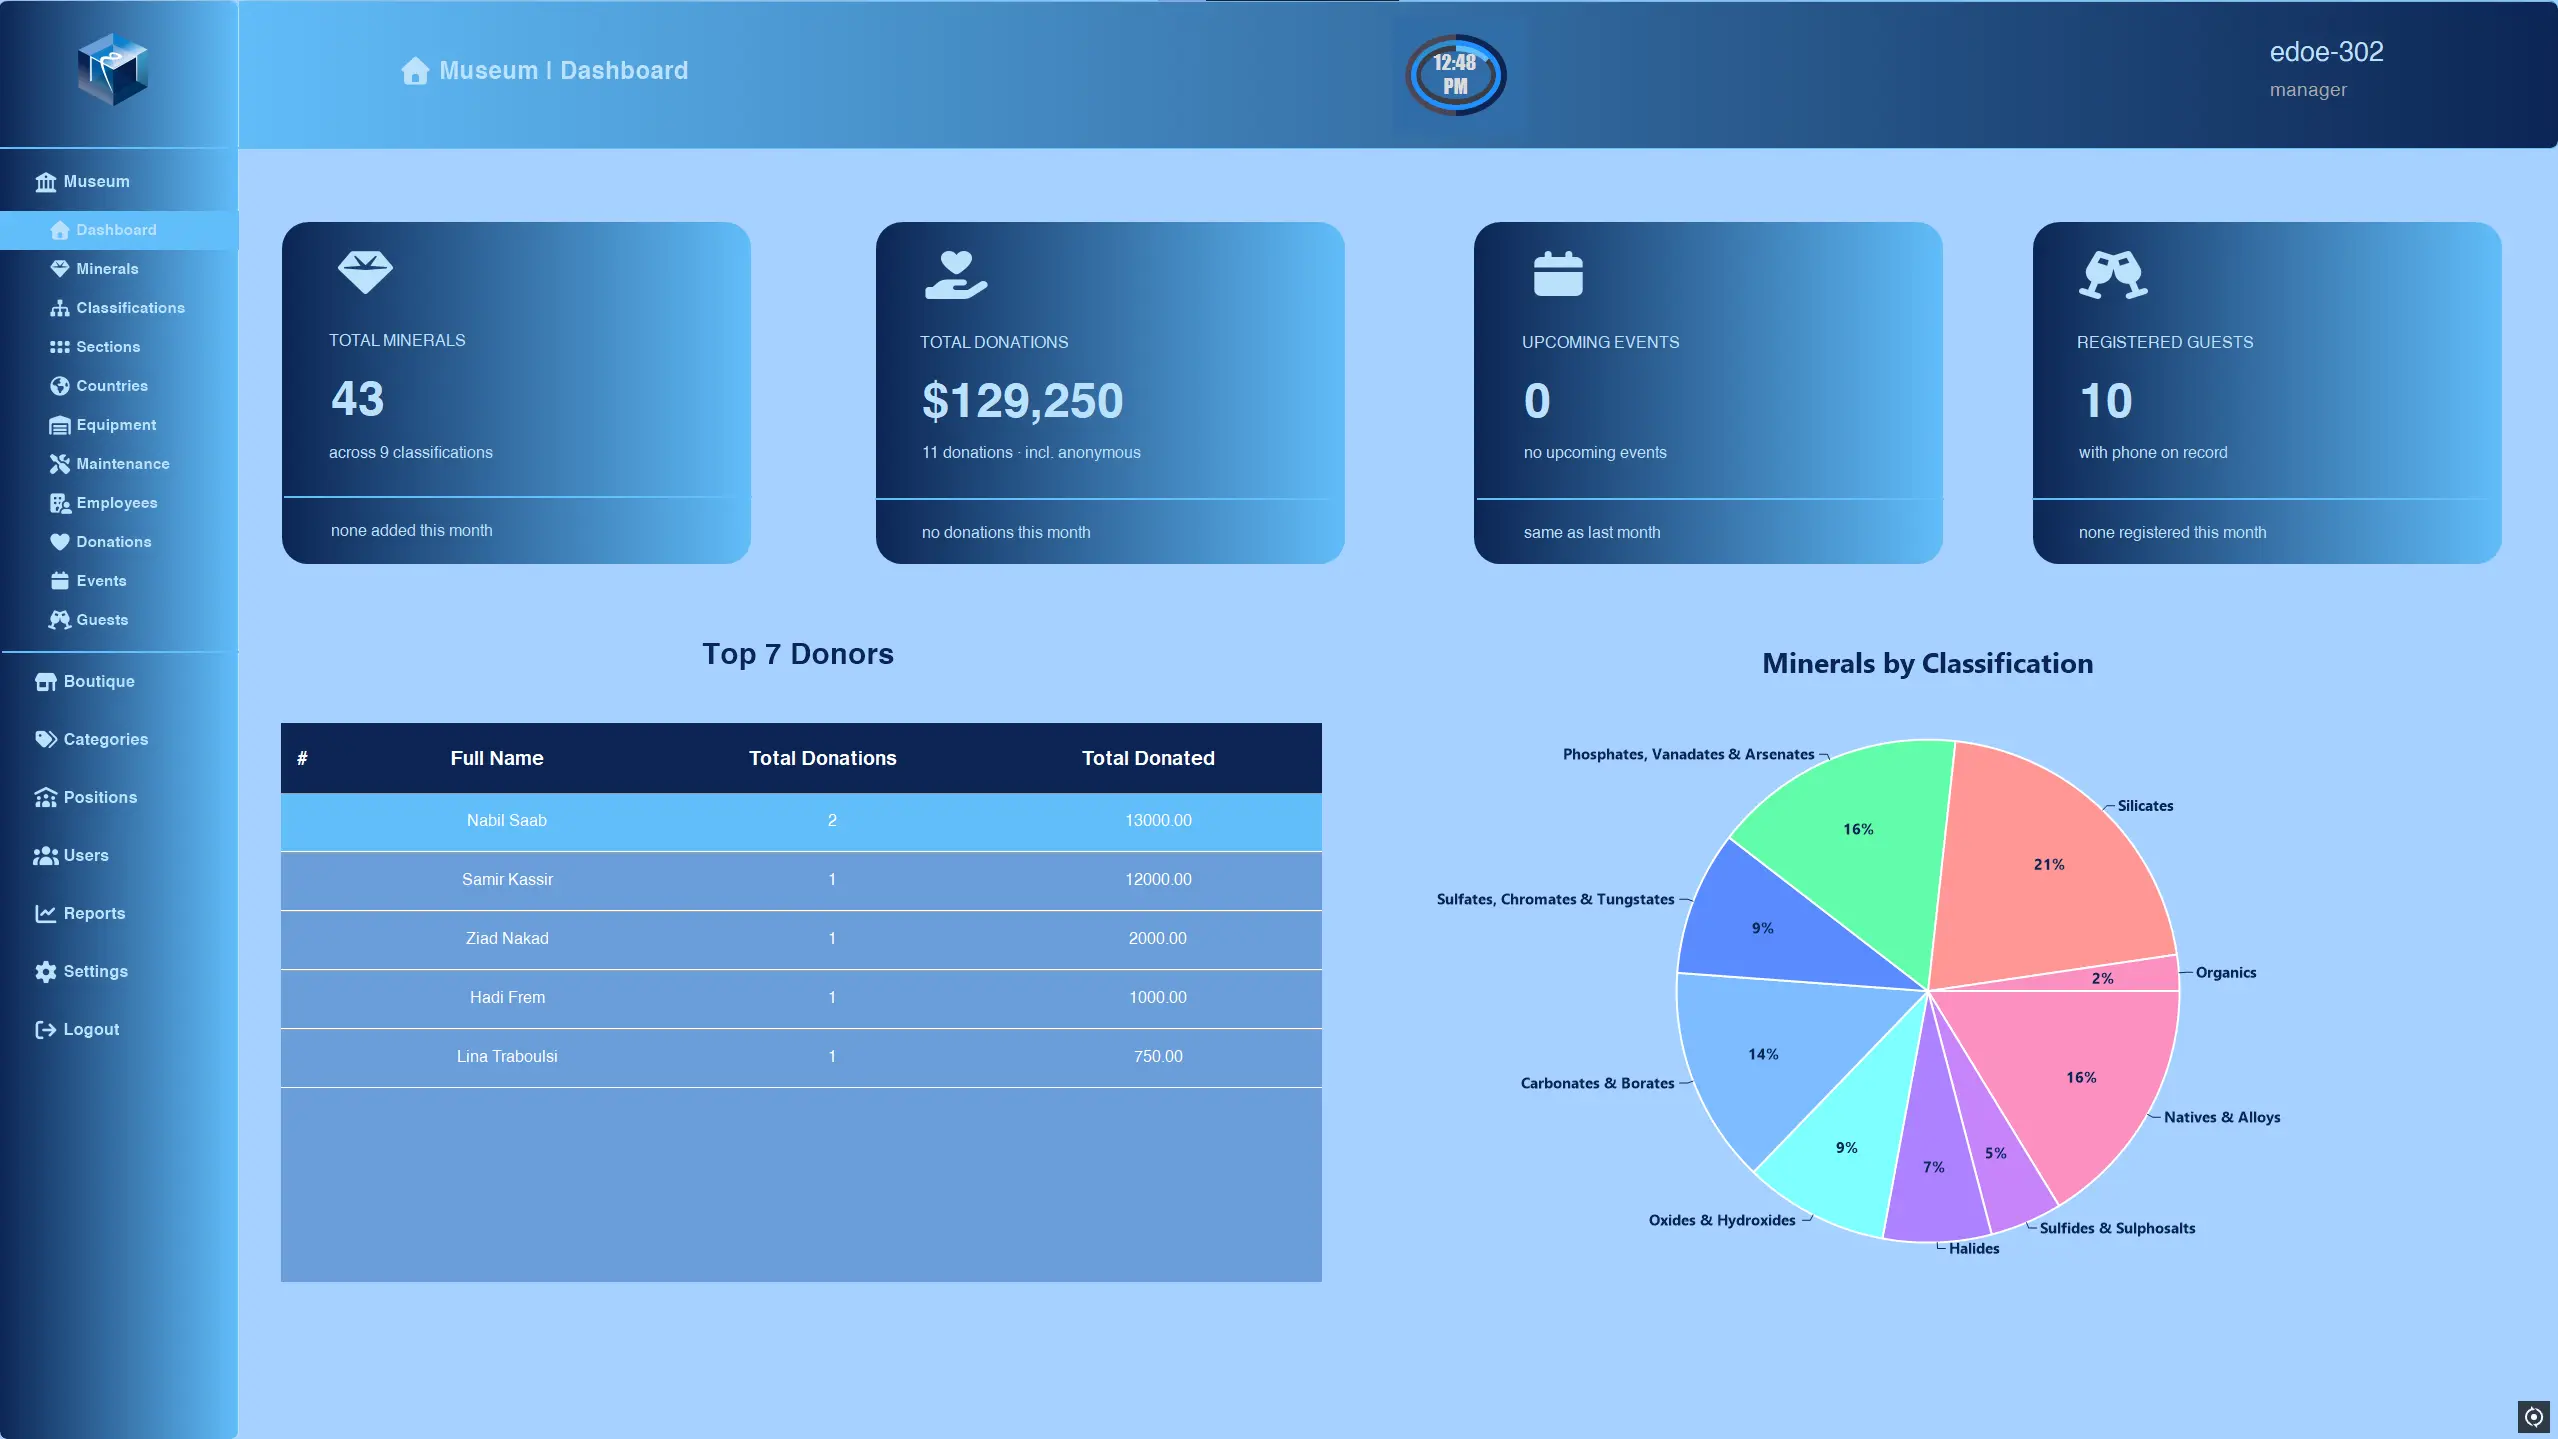 Museum | Dashboard
12:48
PM
edoe-302
manager
Museum
Dashboard
Minerals
Classifications
Sections
Countries
Equipment
Maintenance
Employees
Donations
Events
Guests
Boutique
Categories
Positions
Users
Reports
Settings
Logout
TOTAL MINERALS
43
across 9 classifications
none added this month
TOTAL DONATIONS
$129,250
11 donations · incl. anonymous
no donations this month
UPCOMING EVENTS
0
no upcoming events
same as last month
REGISTERED GUESTS
10
with phone on record
none registered this month
Top 7 Donors
# Full Name Total Donations Total Donated
Nabil Saab 2 13000.00
Samir Kassir 1 12000.00
Ziad Nakad 1 2000.00
Hadi Frem 1 1000.00
Lina Traboulsi 1 750.00
Minerals by Classification
Phosphates, Vanadates & Arsenates
16%
Silicates
21%
Sulfates, Chromates & Tungstates
9%
Organics
2%
Carbonates & Borates
14%
Natives & Alloys
16%
Oxides & Hydroxides
9%
Halides
7%
Sulfides & Sulphosalts
5%